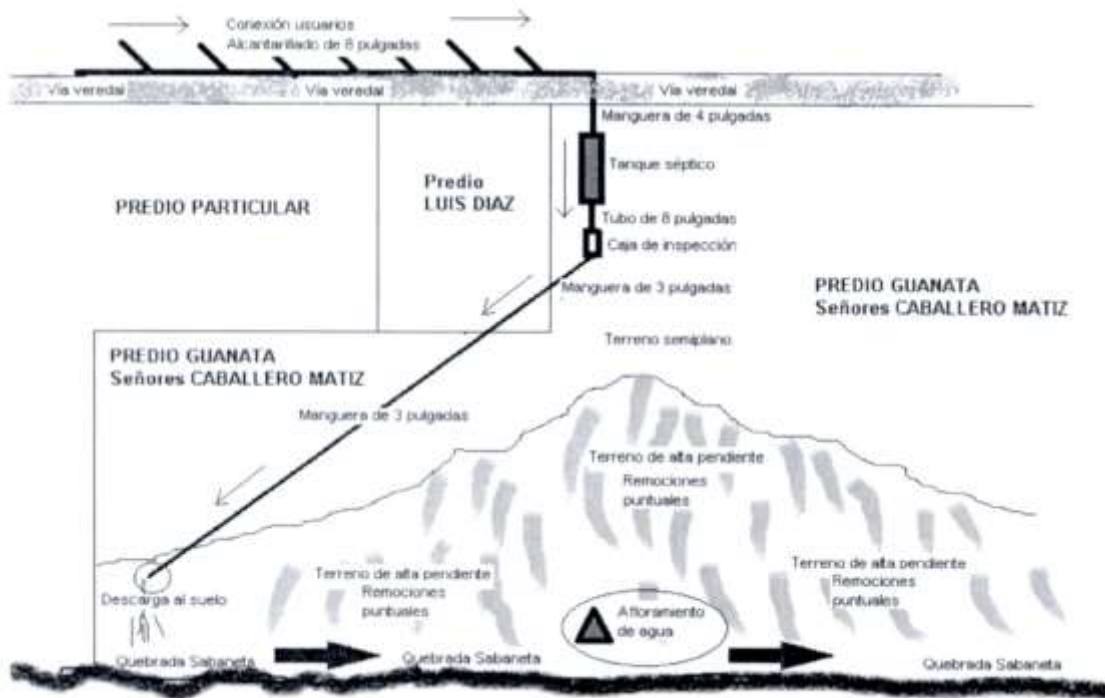 Conexión usuarios
Alcantarillado de 8 pulgadas
Via veredal
Via veredal
Via veredal
Manguera de 4 pulgadas
Tanque séptico
Predio
LUIS DIAZ
PREDIO PARTICULAR
Tubo de 8 pulgadas
Caja de inspección
Manguera de 3 pulgadas
PREDIO GUANATA
Señores CABALLERO MATIZ
Terreno semiplano
PREDIO GUANATA
Señores CABALLERO MATIZ
Manguera de 3 pulgadas
Terreno de alta pendiente
Remociones
puntuales
Terreno de alta pendiente
Remociones
puntuales
Terreno de alta pendiente
Remociones
puntuales
Descarga al suelo
Afloramiento
de agua
Quebrada Sabaneta
Quebrada Sabaneta
Quebrada Sabaneta